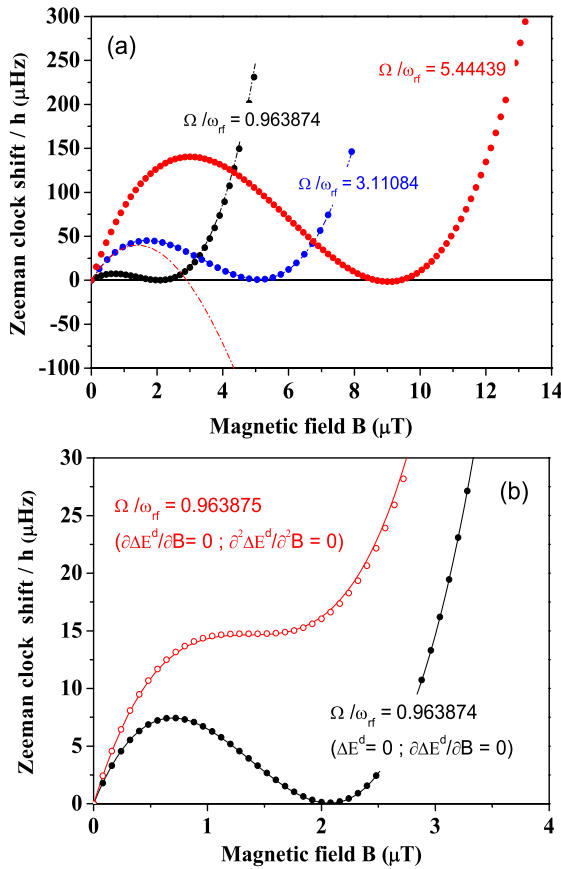 300
250
200
150
100
50
0
-50
-100
Zeeman clock shift / h (μHz)
(a)
Ω /ω_rf = 5.44439
Ω /ω_rf = 0.963874
Ω /ω_rf = 3.11084
0 2 4 6 8 10 12 14
Magnetic field B (μT)
30
25
20
15
10
5
0
Zeeman clock shift / h (μHz)
(b)
Ω /ω_rf = 0.963875
(∂ΔE^d/∂B= 0 ; ∂²ΔE^d/∂²B = 0)
Ω /ω_rf = 0.963874
(ΔE^d= 0 ; ∂ΔE^d/∂B = 0)
0 1 2 3 4
Magnetic field B (μT)